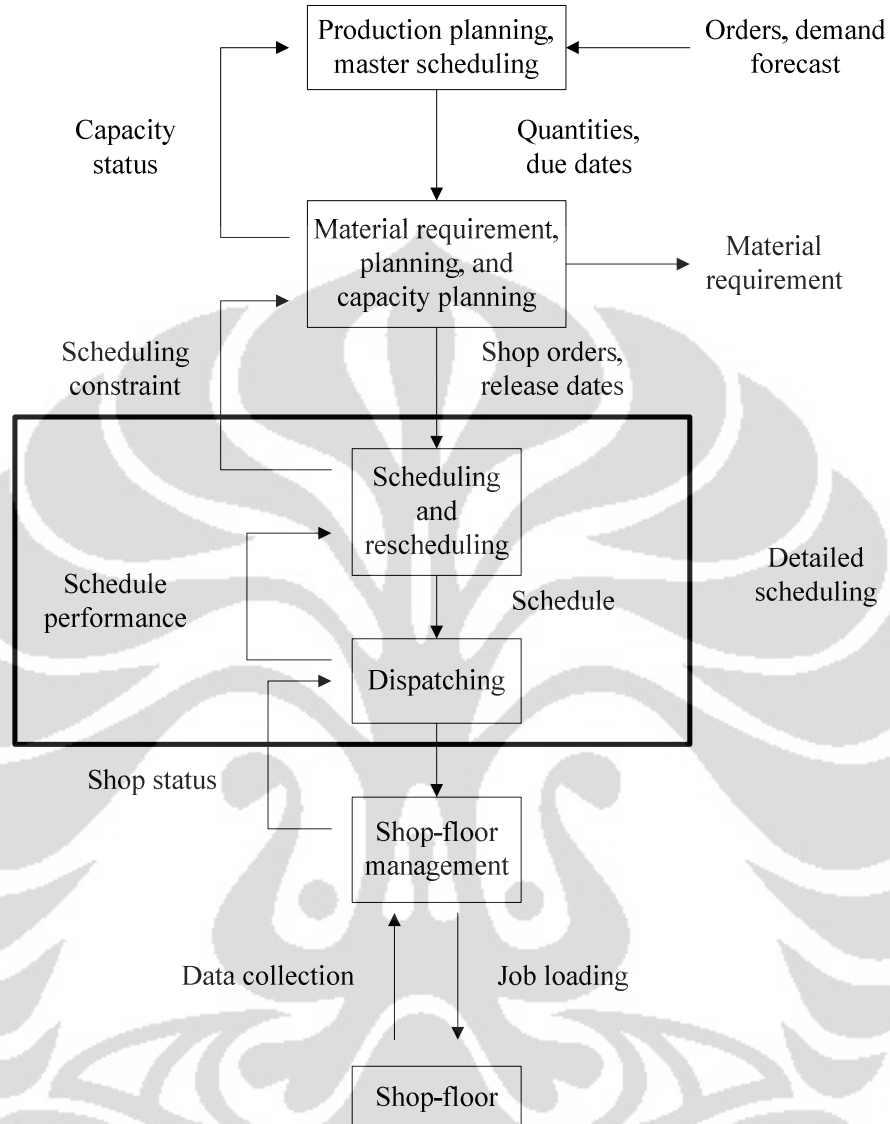 Production planning,
master scheduling
Orders, demand
forecast
Capacity
status
Quantities,
due dates
Material requirement,
planning, and
capacity planning
Material
requirement
Scheduling
constraint
Shop orders,
release dates
Scheduling
and
rescheduling
Detailed
scheduling
Schedule
performance
Schedule
Dispatching
Shop status
Shop-floor
management
Data collection
Job loading
Shop-floor